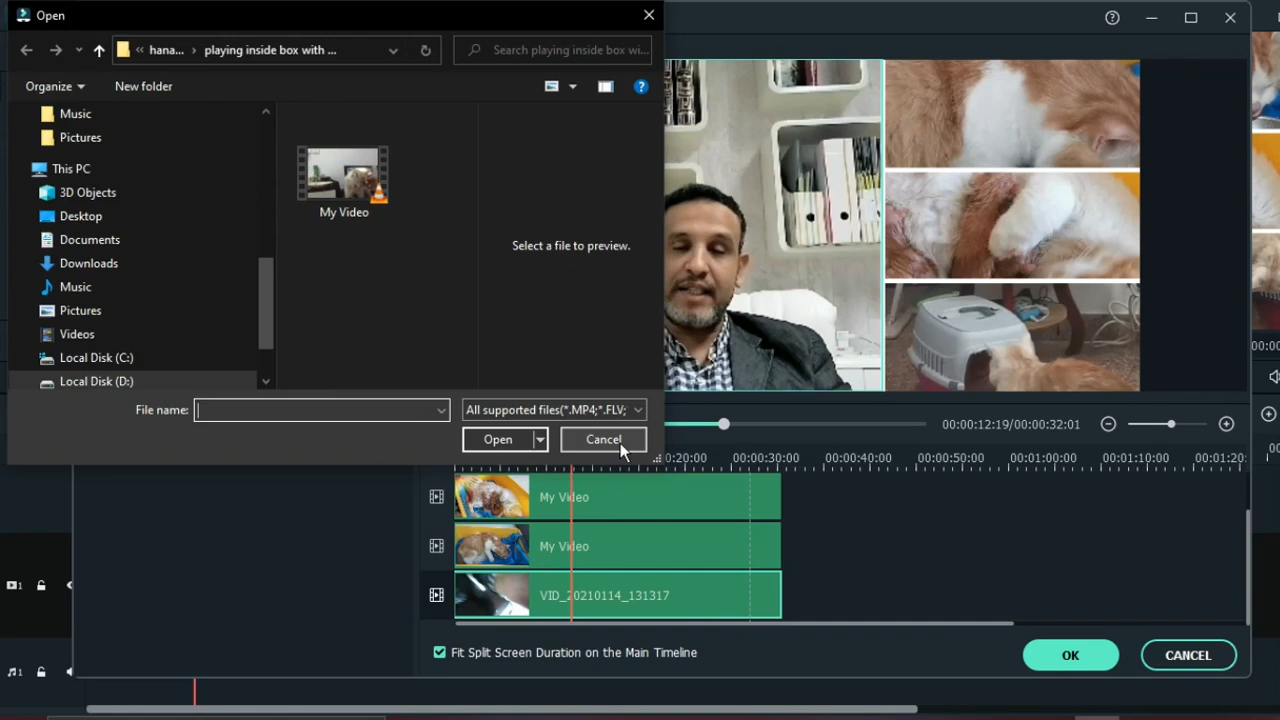 Open
« hana... › playing inside box with ...
Search playing inside box wi...
Organize
New folder
Music
Pictures
This PC
3D Objects
Desktop
Documents
Downloads
Music
Pictures
Videos
Local Disk (C:)
Local Disk (D:)
My Video
Select a file to preview.
File name:
All supported files(*.MP4;*.FLV;
Open
Cancel
00:00:12:19/00:00:32:01
0:20:00
00:00:30:00
00:00:40:00
00:00:50:00
00:01:00:00
00:01:10:00
00:01:20:
My Video
My Video
VID_20210114_131317
Fit Split Screen Duration on the Main Timeline
OK
CANCEL
1
1
00:00